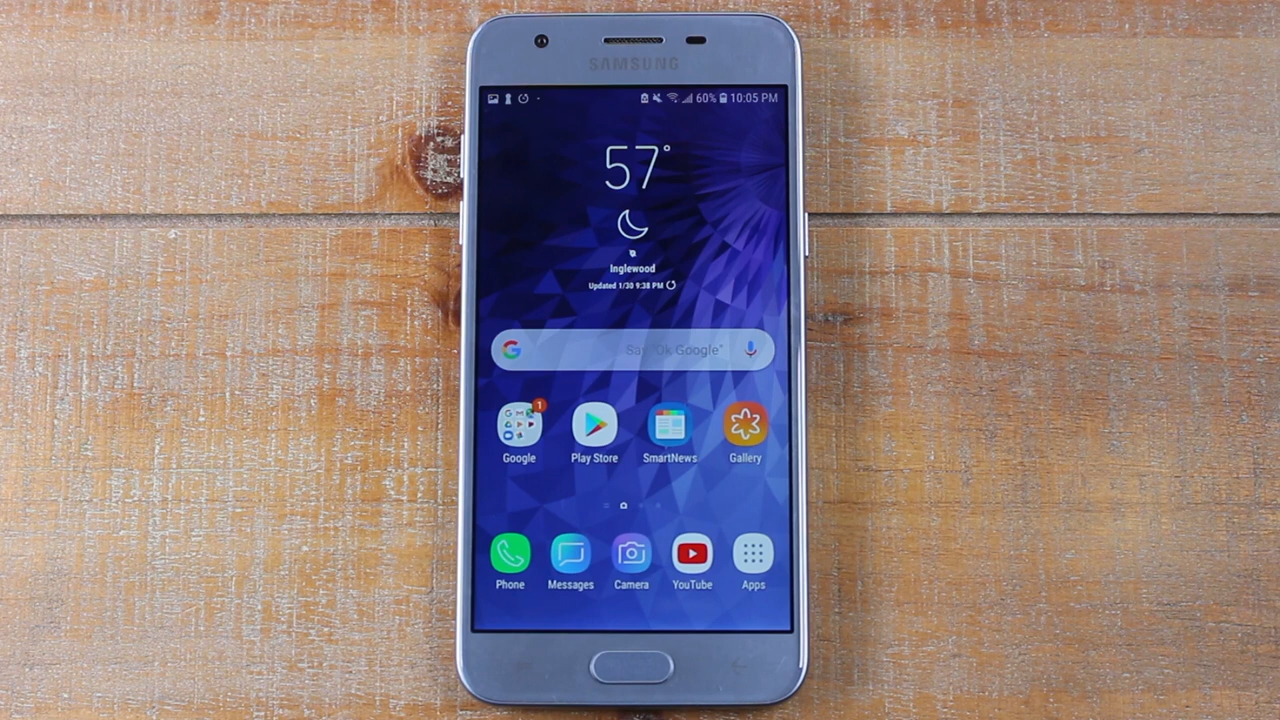 SAMSUNG
60% 10:05 PM
57°
Inglewood
Updated 1/30 9:38 PM
Say "Ok Google"
1
Google Play Store SmartNews Gallery
Phone Messages Camera YouTube Apps